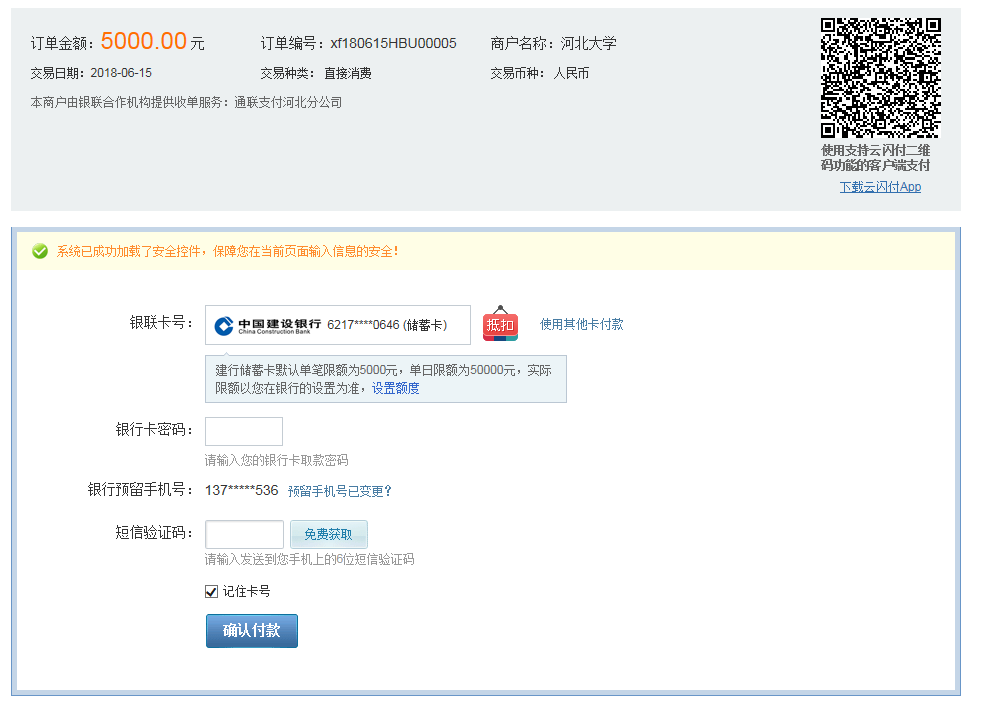 订单金额：5000.00元 订单编号：xf180615HBU00005 商户名称：河北大学
交易日期：2018-06-15 交易种类：直接消费 交易币种：人民币
本商户由银联合作机构提供收单服务：通联支付河北分公司
使用支持云闪付二维
码功能的客户端支付
下载云闪付App
系统已成功加载了安全控件，保障您在当前页面输入信息的安全！
银联卡号： 中国建设银行 6217****0646 (储蓄卡) 抵扣 使用其他卡付款
China Construction Bank
建行储蓄卡默认单笔限额为5000元，单日限额为50000元，实际
限额以您在银行的设置为准，设置额度
银行卡密码：
请输入您的银行卡取款密码
银行预留手机号：137*****536 预留手机号已变更？
短信验证码： 免费获取
请输入发送到您手机上的6位短信验证码
记住卡号
确认付款